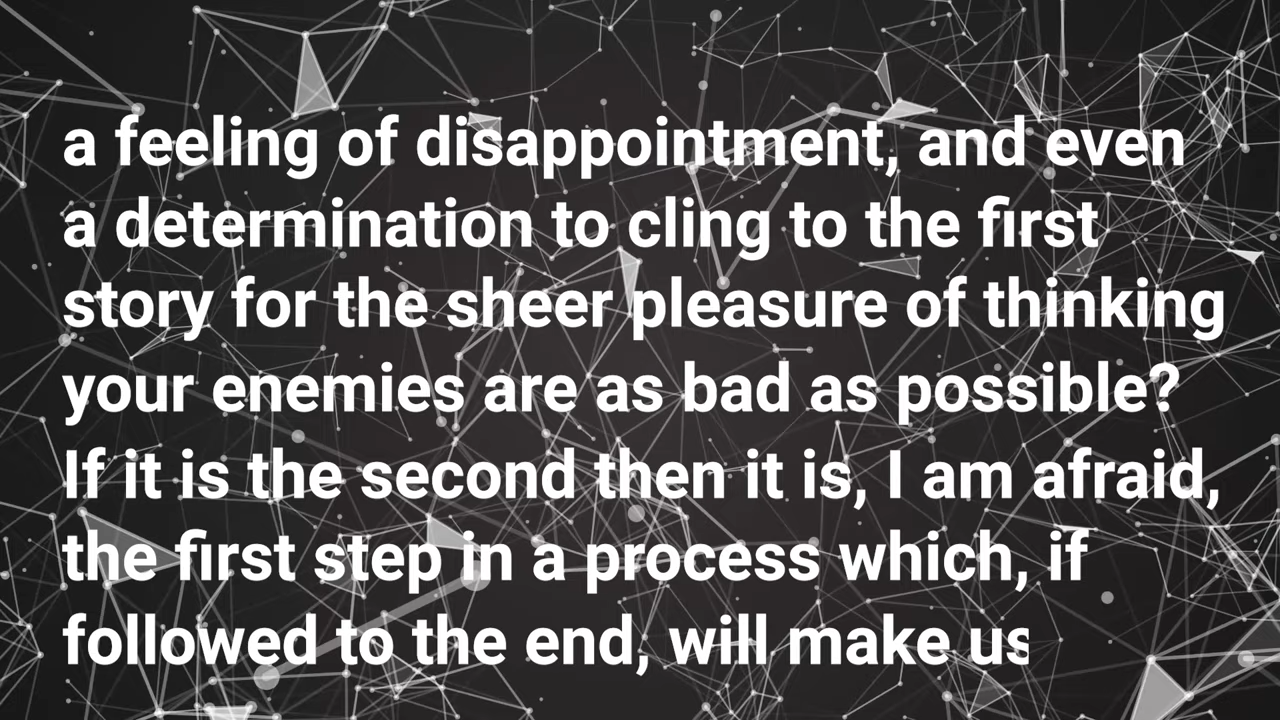 a feeling of disappointment, and even
a determination to cling to the first
story for the sheer pleasure of thinking
your enemies are as bad as possible?
If it is the second then it is, I am afraid,
the first step in a process which, if
followed to the end, will make us